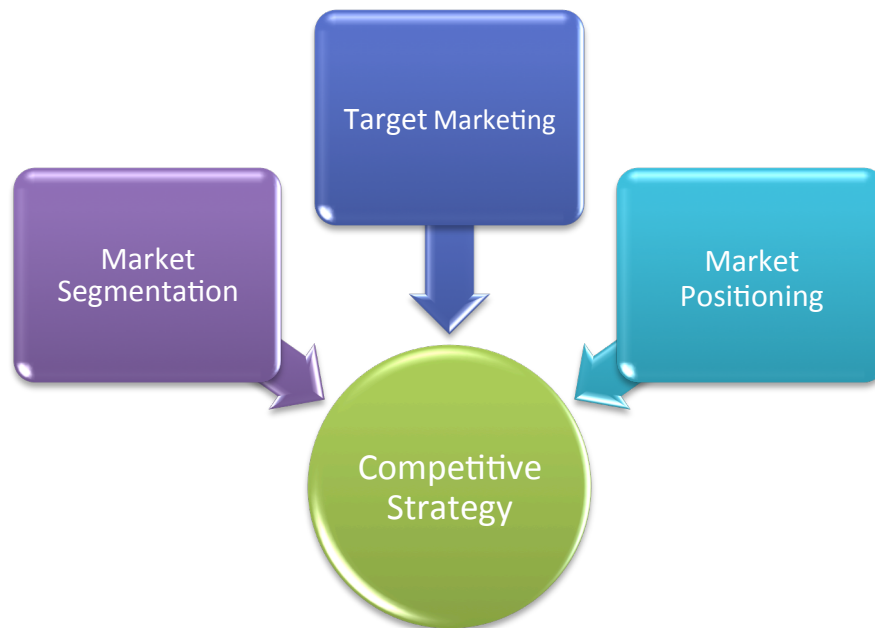 Target Marketing
Market
Segmentation
Market
Positioning
Competitive
Strategy